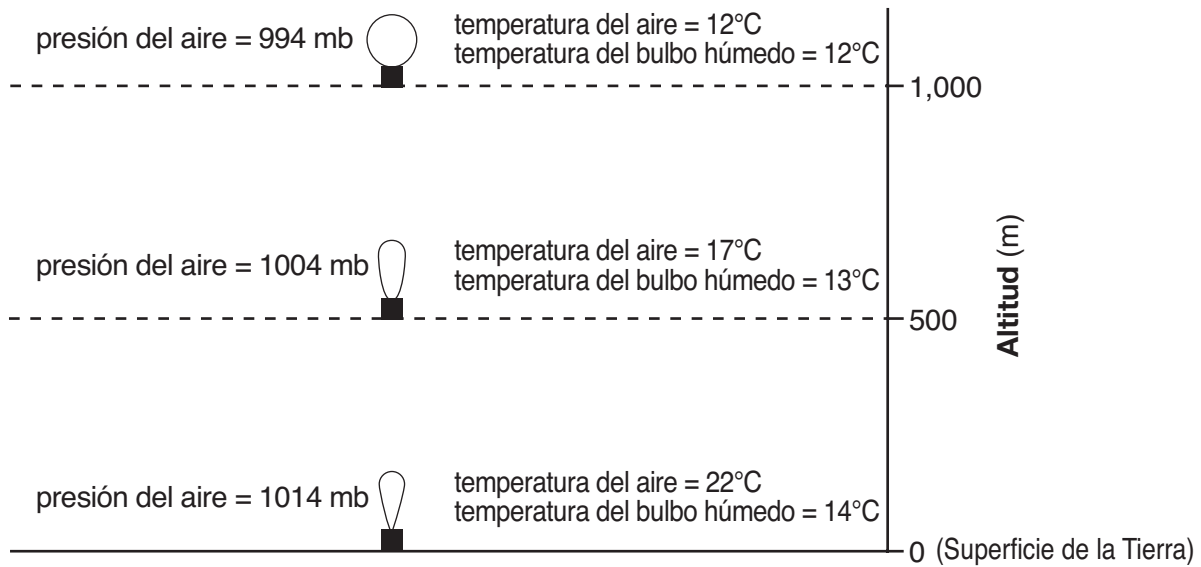 presión del aire = 994 mb
temperatura del aire = 12°C
temperatura del bulbo húmedo = 12°C
1,000
presión del aire = 1004 mb
temperatura del aire = 17°C
temperatura del bulbo húmedo = 13°C
500
Altitud (m)
presión del aire = 1014 mb
temperatura del aire = 22°C
temperatura del bulbo húmedo = 14°C
0 (Superficie de la Tierra)